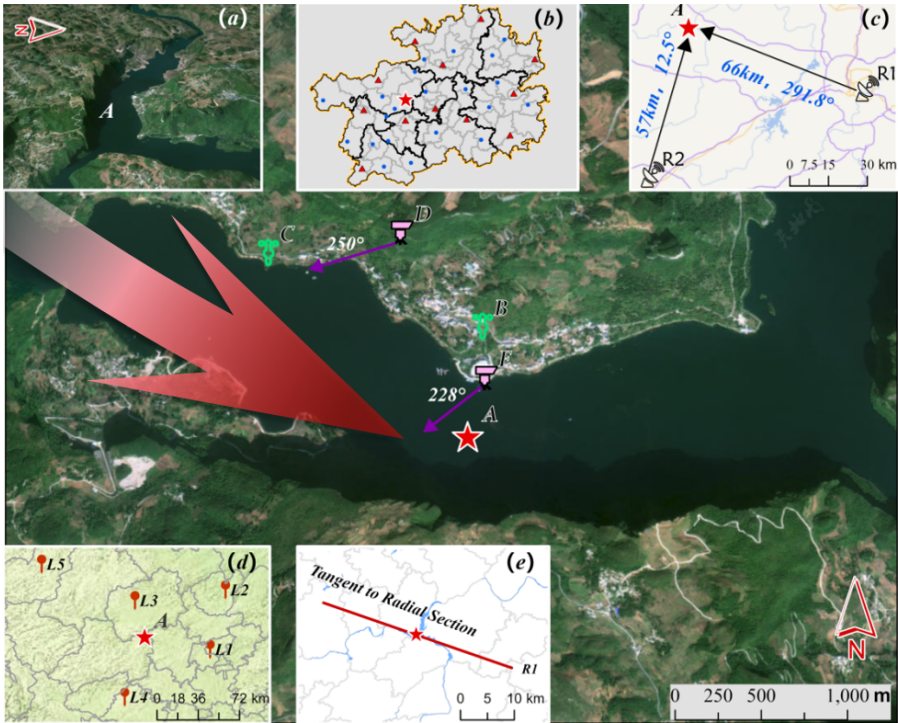 (a)
N
A
(b)
(c)
A
R1
R2
57km, 12.5°
66km, 291.8°
0 7.5 15 30 km
C
250°
D
B
F
228°
A
(d)
L5
L2
L3
A
L1
L4
0 18 36 72 km
(e)
Tangent to Radial Section
R1
0 5 10 km
N
0 250 500 1,000 m